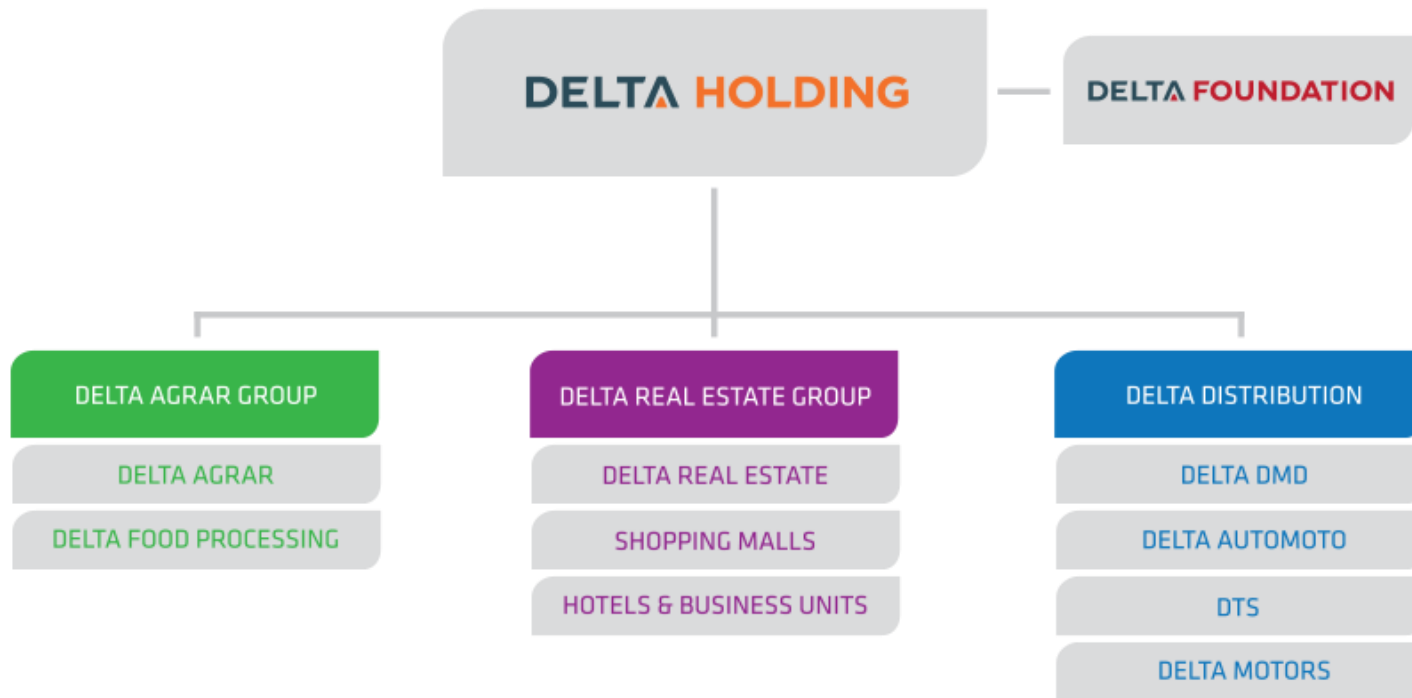 DELTA HOLDING
DELTA FOUNDATION
DELTA AGRAR GROUP
DELTA AGRAR
DELTA FOOD PROCESSING
DELTA REAL ESTATE GROUP
DELTA REAL ESTATE
SHOPPING MALLS
HOTELS & BUSINESS UNITS
DELTA DISTRIBUTION
DELTA DMD
DELTA AUTOMOTO
DTS
DELTA MOTORS